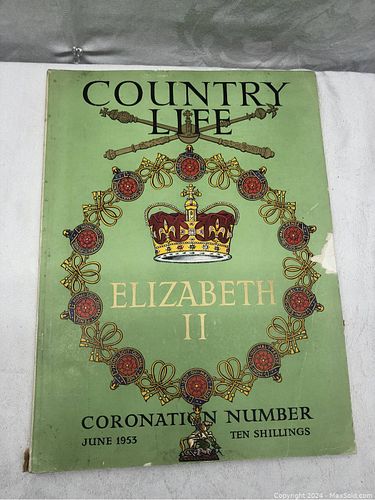 COUNTRY
LIFE
ELIZABETH
II
CORONATION NUMBER
JUNE 1953 TEN SHILLINGS
Copyright 2024 - MaxSold.com